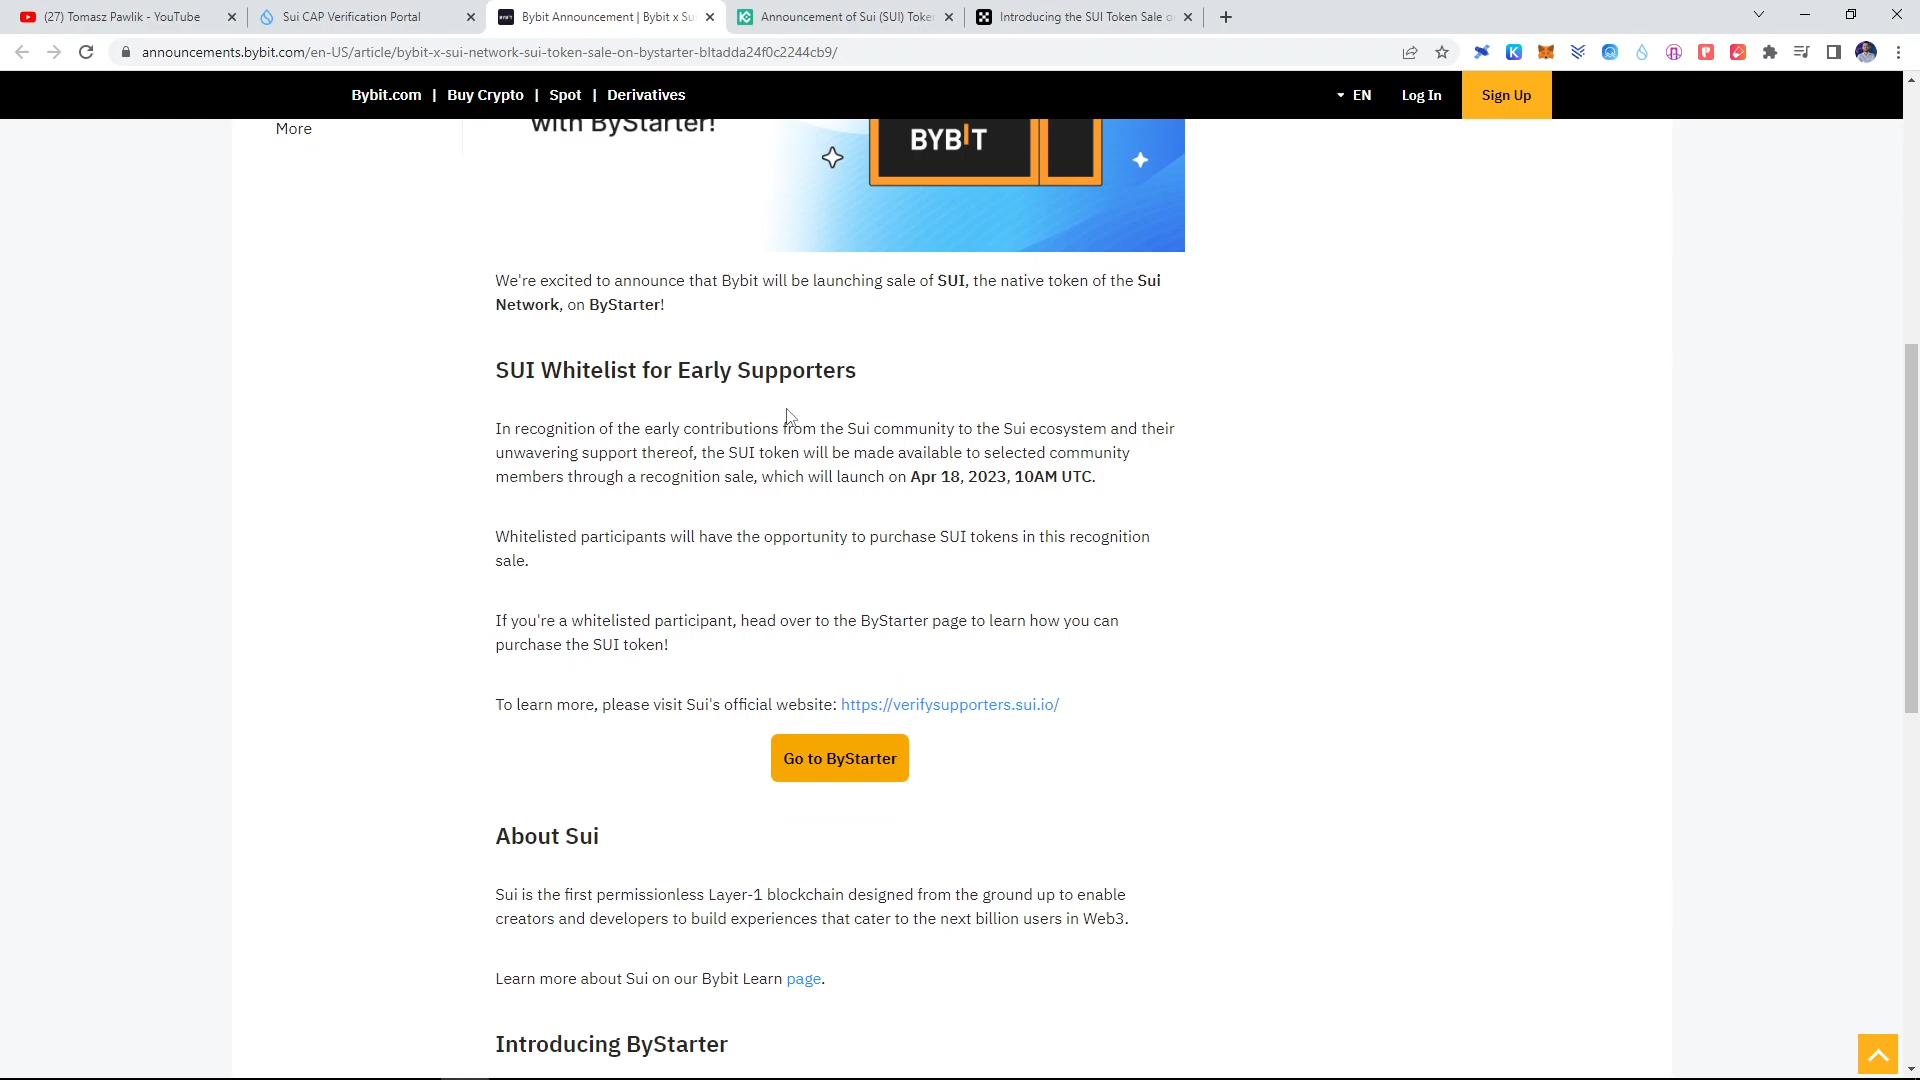 (27) Tomasz Pawlik - YouTube
Sui CAP Verification Portal
Bybit Announcement | Bybit x Su
Announcement of Sui (SUI) Toke
Introducing the SUI Token Sale o
announcements.bybit.com/en-US/article/bybit-x-sui-network-sui-token-sale-on-bystarter-bltadda24f0c2244cb9/
Bybit.com | Buy Crypto | Spot | Derivatives
EN
Log In
Sign Up
More
with ByStarter!
BYBIT
We're excited to announce that Bybit will be launching sale of SUI, the native token of the Sui
Network, on ByStarter!
SUI Whitelist for Early Supporters
In recognition of the early contributions from the Sui community to the Sui ecosystem and their
unwavering support thereof, the SUI token will be made available to selected community
members through a recognition sale, which will launch on Apr 18, 2023, 10AM UTC.
Whitelisted participants will have the opportunity to purchase SUI tokens in this recognition
sale.
If you're a whitelisted participant, head over to the ByStarter page to learn how you can
purchase the SUI token!
To learn more, please visit Sui's official website: https://verifysupporters.sui.io/
Go to ByStarter
About Sui
Sui is the first permissionless Layer-1 blockchain designed from the ground up to enable
creators and developers to build experiences that cater to the next billion users in Web3.
Learn more about Sui on our Bybit Learn page.
Introducing ByStarter